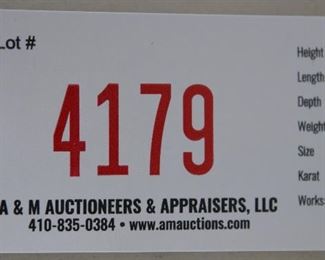 Lot #
4179
A & M AUCTIONEERS & APPRAISERS, LLC
410-835-0384 • www.amauctions.com
Height
Length
Depth
Weight
Size
Karat
Works